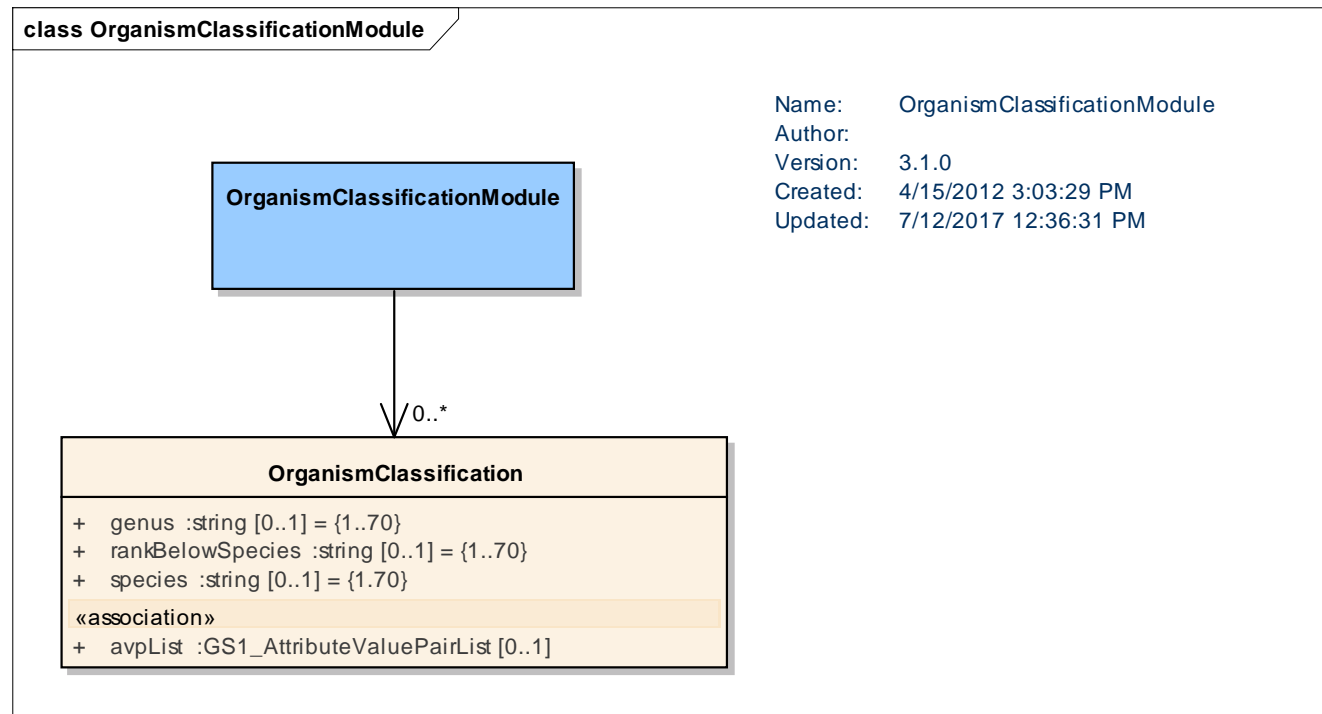 class OrganismClassificationModule
Name: OrganismClassificationModule
Author:
Version: 3.1.0
Created: 4/15/2012 3:03:29 PM
Updated: 7/12/2017 12:36:31 PM
OrganismClassificationModule
0..*
OrganismClassification
+ genus :string [0..1] = {1..70}
+ rankBelowSpecies :string [0..1] = {1..70}
+ species :string [0..1] = {1.70}
«association»
+ avpList :GS1_AttributeValuePairList [0..1]